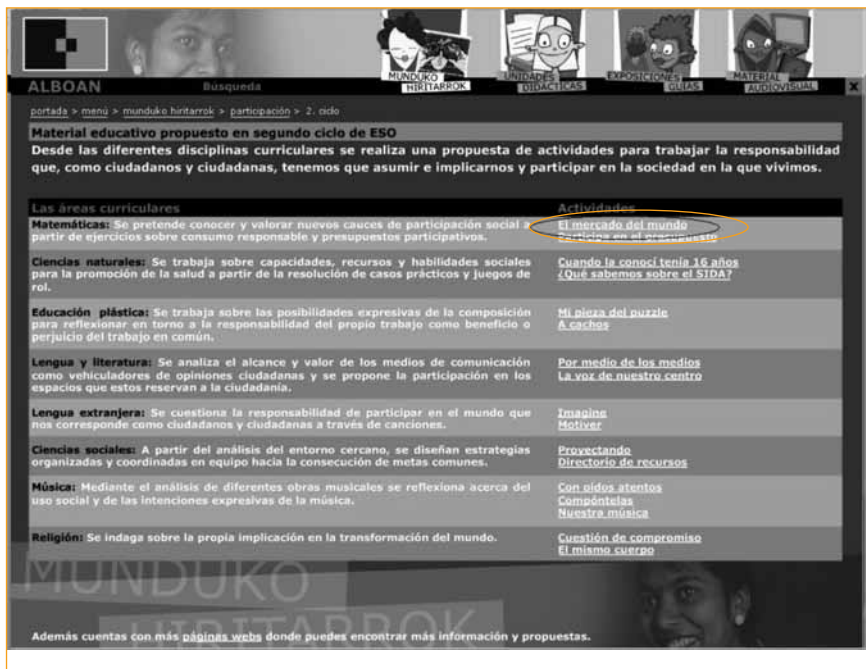 MUNDUKO
HIRITARROK
UNIDADES
DIDACTICAS
EXPOSICIONES
GUIAS
MATERIAL
AUDIOVISUAL
ALBOAN Búsqueda x
portada > menú > munduko hiritarrok > participación > 2. ciclo
Material educativo propuesto en segundo ciclo de ESO
Desde las diferentes disciplinas curriculares se realiza una propuesta de actividades para trabajar la responsabilidad
que, como ciudadanos y ciudadanas, tenemos que asumir e implicarnos y participar en la sociedad en la que vivimos.
Las áreas curriculares Actividades
Matemáticas: Se pretende conocer y valorar nuevos cauces de participación social a
partir de ejercicios sobre consumo responsable y presupuestos participativos.
El mercado del mundo
Participa en el presupuesto
Ciencias naturales: Se trabaja sobre capacidades, recursos y habilidades sociales
para la promoción de la salud a partir de la resolución de casos prácticos y juegos de
rol.
Cuando la conocí tenía 16 años
¿Qué sabemos sobre el SIDA?
Educación plástica: Se trabaja sobre las posibilidades expresivas de la composición
para reflexionar en torno a la responsabilidad del propio trabajo como beneficio o
perjuicio del trabajo en común.
Mi pieza del puzzle
A cachos
Lengua y literatura: Se analiza el alcance y valor de los medios de comunicación
como vehiculadores de opiniones ciudadanas y se propone la participación en los
espacios que estos reservan a la ciudadanía.
Por medio de los medios
La voz de nuestro centro
Lengua extranjera: Se cuestiona la responsabilidad de participar en el mundo que
nos corresponde como ciudadanos y ciudadanas a través de canciones.
Imagine
Motiver
Ciencias sociales: A partir del análisis del entorno cercano, se diseñan estrategias
organizadas y coordinadas en equipo hacia la consecución de metas comunes.
Proyectando
Directorio de recursos
Música: Mediante el análisis de diferentes obras musicales se reflexiona acerca del
uso social y de las intenciones expresivas de la música.
Con oídos atentos
Compóntelas
Nuestra música
Religión: Se indaga sobre la propia implicación en la transformación del mundo.
Cuestión de compromiso
El mismo cuerpo
MUNDUKO
HIRITARROK
Además cuentas con más páginas webs donde puedes encontrar más información y propuestas.